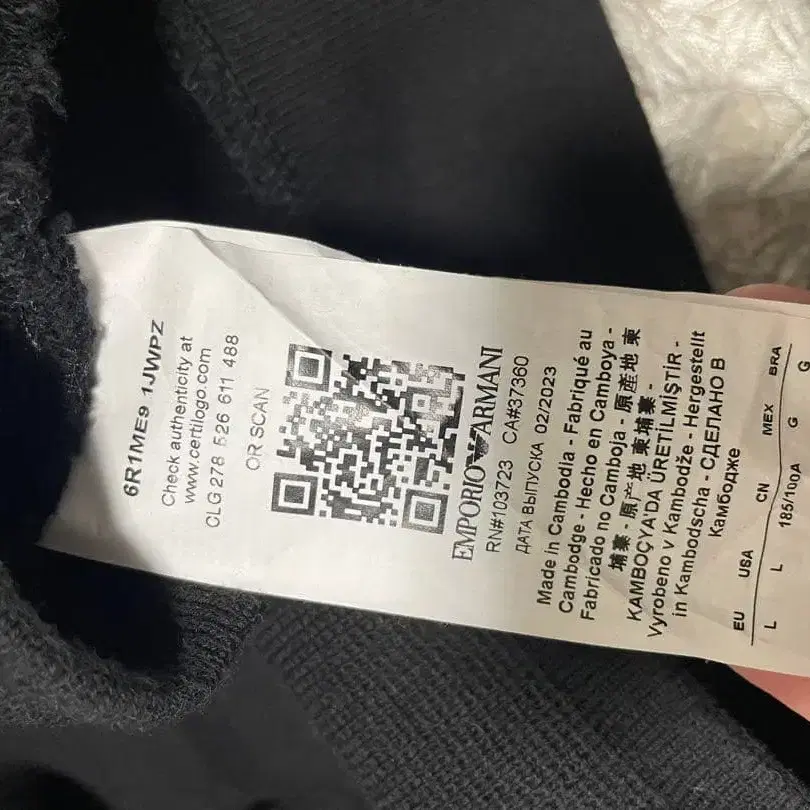 6R1ME9 1JWPZ
Check authenticity at
www.certilogo.com
CLG 278 526 611 488
OR SCAN
EMPORIO ARMANI
RN#103723 CA#37360
ДАТА ВЫПУСКА 02/2023
Made in Cambodia - Fabriqué au
Cambodge - Hecho en Camboya -
Fabricado no Camboja - 原産地 東
埔寨 - 原产地 柬埔寨 -
KAMBOÇYA'DA ÜRETİLMİŞTİR -
Vyrobeno v Kambodže - Hergestellt
in Kambodscha - СДЕЛАНО В
Камбодже
EU USA CN MEX BRA
L L 185/100A G G